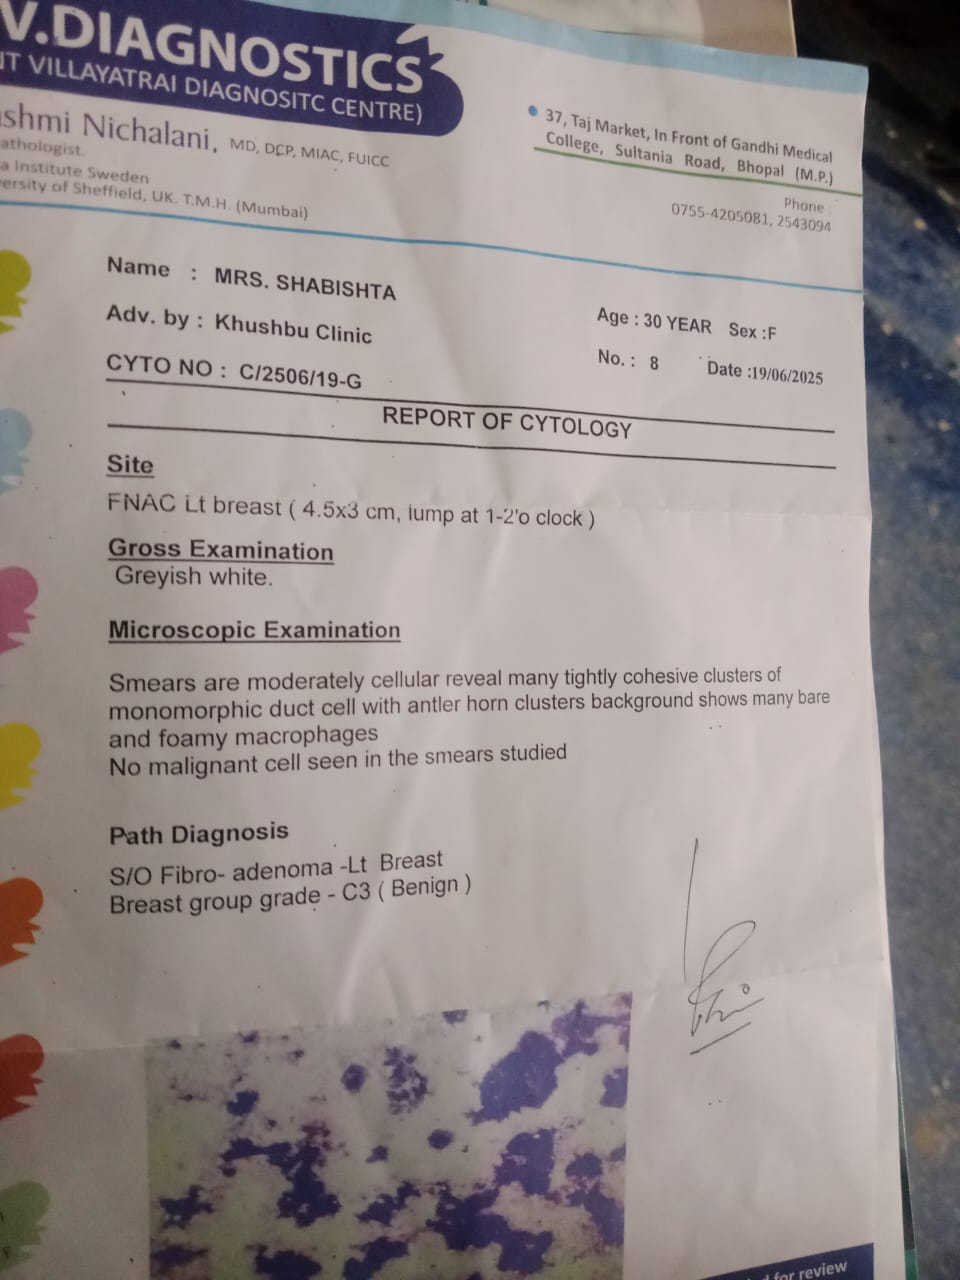 V.DIAGNOSTICS
NT VILLAYATRAI DIAGNOSITC CENTRE)
shmi Nichalani, MD, DCP, MIAC, FUICC
athologist.
a Institute Sweden
versity of Sheffield, UK. T.M.H. (Mumbai)
37, Taj Market, In Front of Gandhi Medical
College, Sultania Road, Bhopal (M.P.)
Phone :
0755-4205081, 2543094
Name : MRS. SHABISHTA
Age : 30 YEAR Sex :F
Adv. by : Khushbu Clinic
No. : 8 Date :19/06/2025
CYTO NO : C/2506/19-G
REPORT OF CYTOLOGY
Site
FNAC Lt breast ( 4.5x3 cm, lump at 1-2'o clock )
Gross Examination
Greyish white.
Microscopic Examination
Smears are moderately cellular reveal many tightly cohesive clusters of
monomorphic duct cell with antler horn clusters background shows many bare
and foamy macrophages
No malignant cell seen in the smears studied
Path Diagnosis
S/O Fibro- adenoma -Lt Breast
Breast group grade - C3 ( Benign )
for review